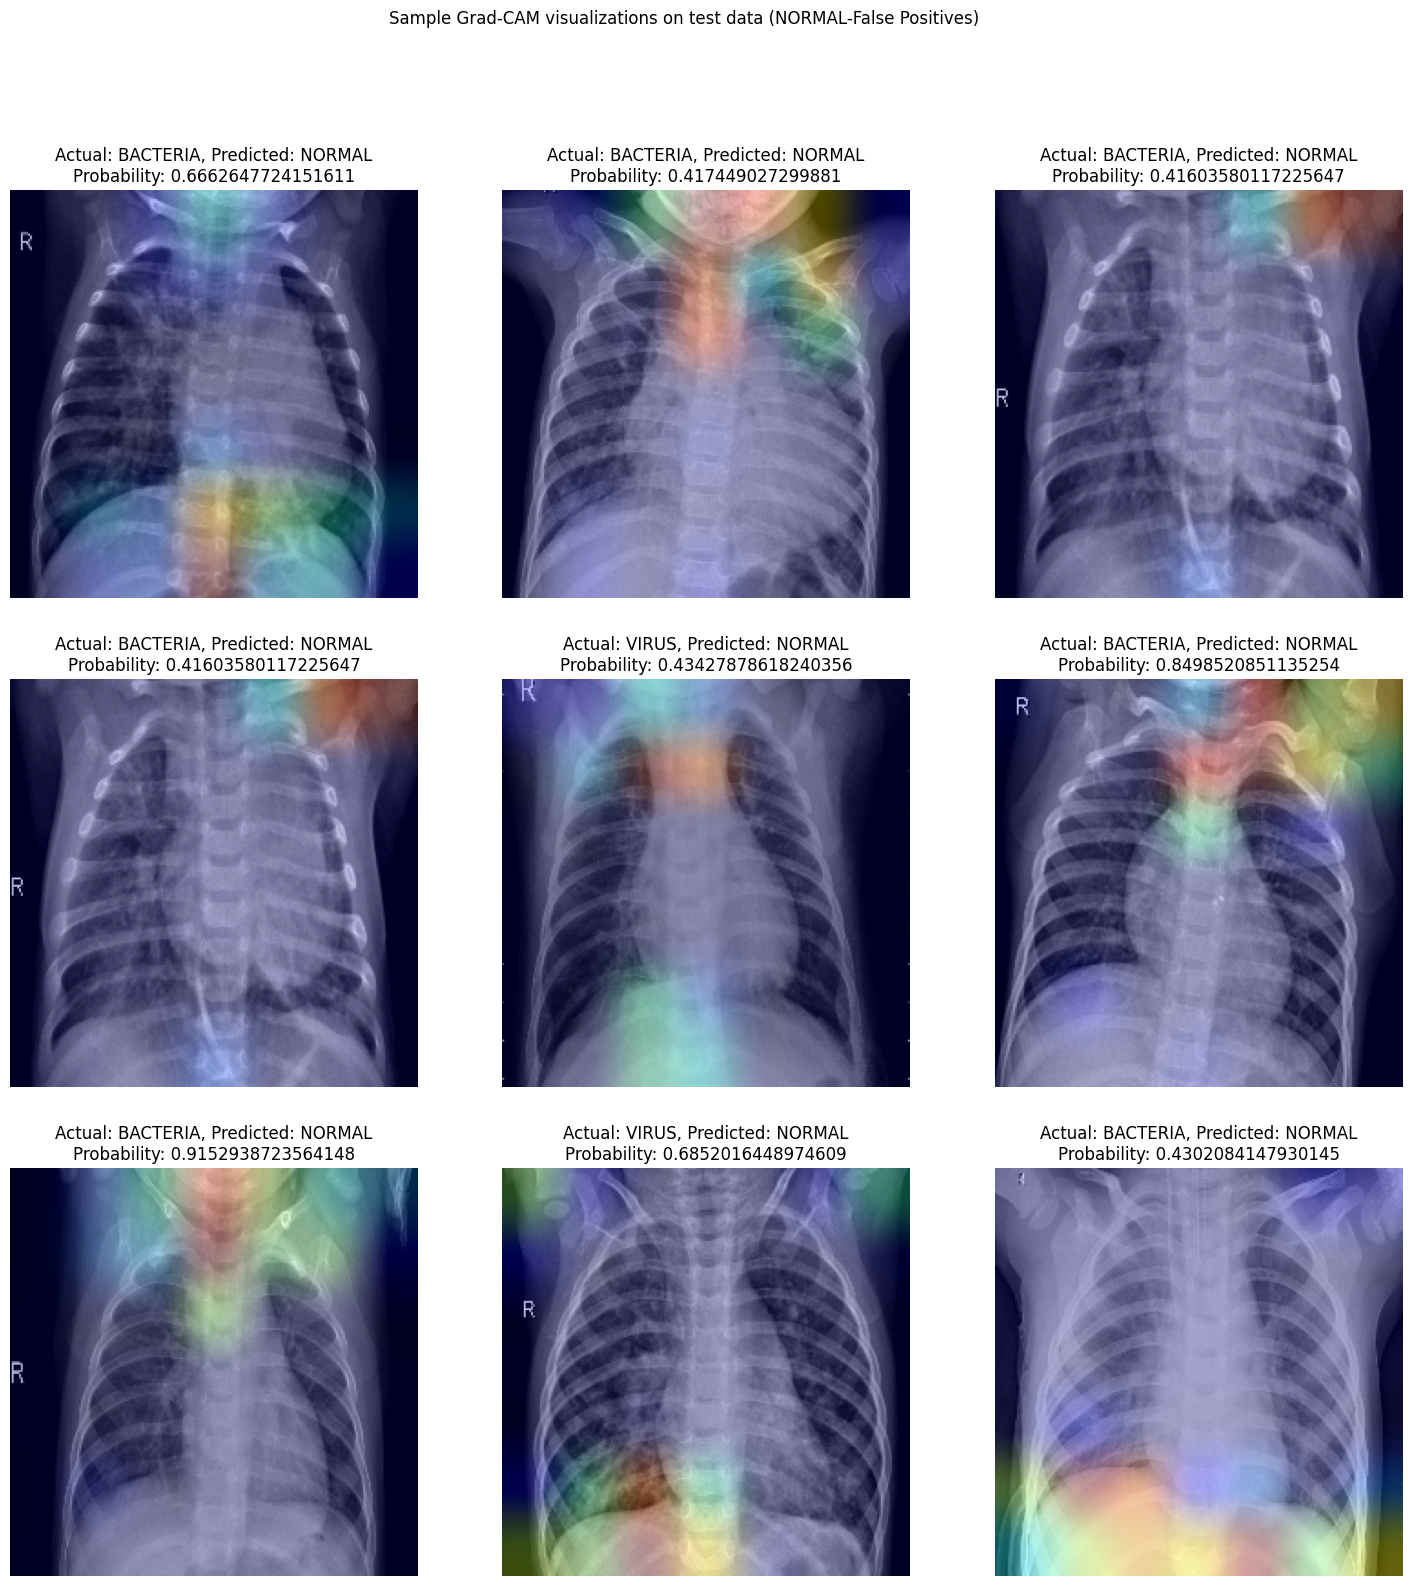 Sample Grad-CAM visualizations on test data (NORMAL-False Positives)
Actual: BACTERIA, Predicted: NORMAL
Probability: 0.6662647724151611
R
Actual: BACTERIA, Predicted: NORMAL
Probability: 0.417449027299881
Actual: BACTERIA, Predicted: NORMAL
Probability: 0.41603580117225647
R
Actual: BACTERIA, Predicted: NORMAL
Probability: 0.41603580117225647
R
Actual: VIRUS, Predicted: NORMAL
Probability: 0.43427878618240356
R
Actual: BACTERIA, Predicted: NORMAL
Probability: 0.8498520851135254
R
Actual: BACTERIA, Predicted: NORMAL
Probability: 0.9152938723564148
R
Actual: VIRUS, Predicted: NORMAL
Probability: 0.6852016448974609
R
Actual: BACTERIA, Predicted: NORMAL
Probability: 0.4302084147930145